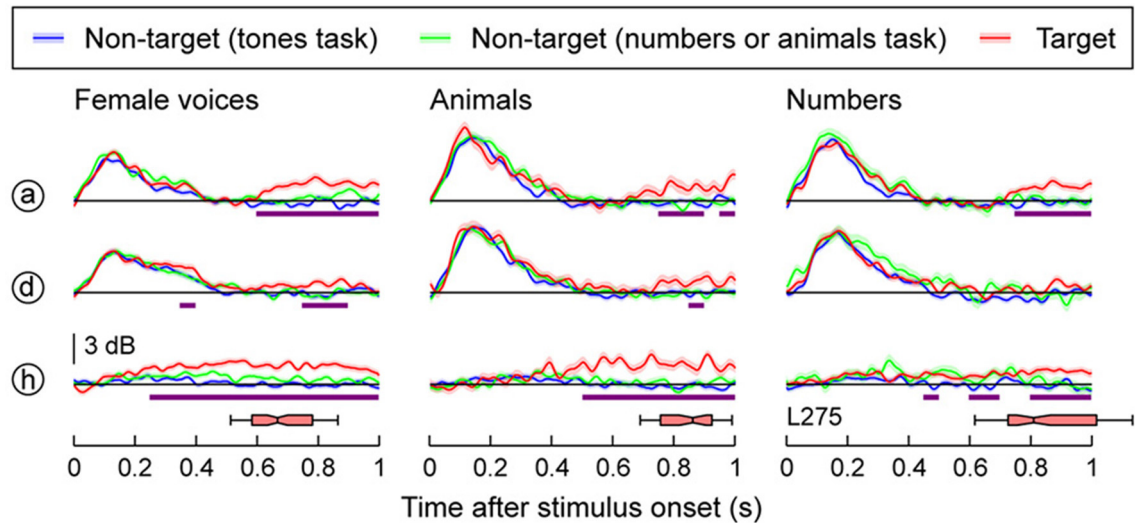 Non-target (tones task) Non-target (numbers or animals task) Target
Female voices Animals Numbers
a
d
3 dB
h
L275
0 0.2 0.4 0.6 0.8 1 0 0.2 0.4 0.6 0.8 1 0 0.2 0.4 0.6 0.8 1
Time after stimulus onset (s)